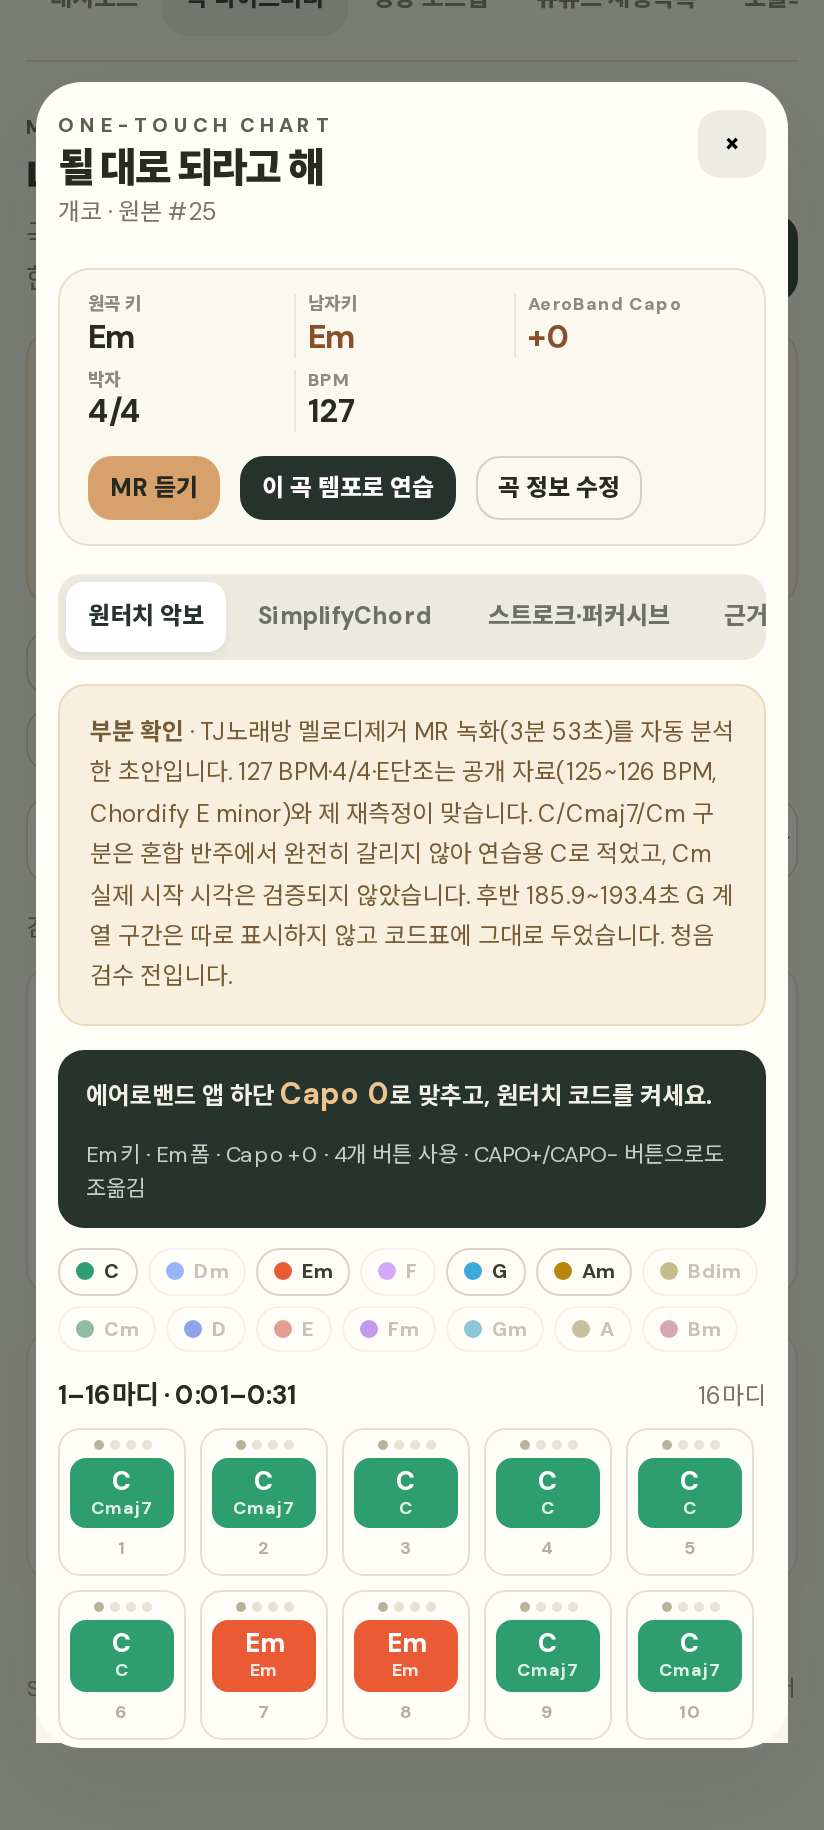 ONE-TOUCH CHART
될 대로 되라고 해
×
개코 · 원본 #25
원곡 키
남자키
AeroBand Capo
Em
Em
+0
박자
BPM
4/4
127
MR 듣기
이 곡 템포로 연습
곡 정보 수정
원터치 악보
SimplifyChord
스트로크·퍼커시브
근거
부분 확인 · TJ노래방 멜로디제거 MR 녹화(3분 53초)를 자동 분석
한 초안입니다. 127 BPM·4/4·E단조는 공개 자료(125~126 BPM,
Chordify E minor)와 제 재측정이 맞습니다. C/Cmaj7/Cm 구
분은 혼합 반주에서 완전히 갈리지 않아 연습용 C로 적었고, Cm
실제 시작 시각은 검증되지 않았습니다. 후반 185.9~193.4초 G 계
열 구간은 따로 표시하지 않고 코드표에 그대로 두었습니다. 청음
검수 전입니다.
에어로밴드 앱 하단 Capo 0로 맞추고, 원터치 코드를 켜세요.
Em키 · Em폼 · Capo +0 · 4개 버튼 사용 · CAPO+/CAPO- 버튼으로도
조옮김
C
Dm
Em
F
G
Am
Bdim
Cm
D
E
Fm
Gm
A
Bm
1–16마디 · 0:01–0:31
16마디
C
Cmaj7
1
C
Cmaj7
2
C
C
3
C
C
4
C
C
5
C
C
6
Em
Em
7
Em
Em
8
C
Cmaj7
9
C
Cmaj7
10